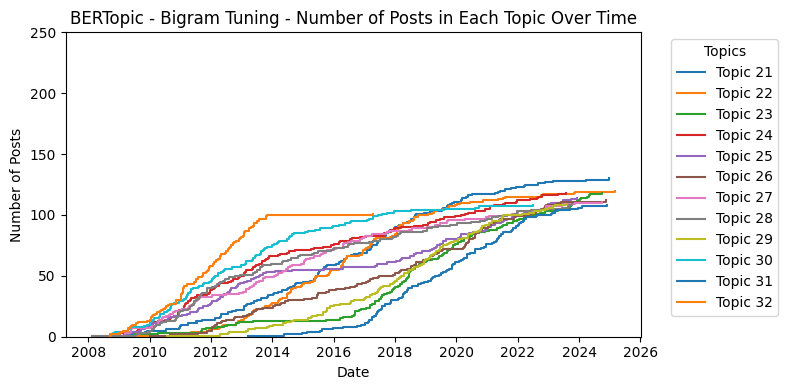 BERTopic - Bigram Tuning - Number of Posts in Each Topic Over Time
Number of Posts
250
200
150
100
50
0
2008 2010 2012 2014 2016 2018 2020 2022 2024 2026
Date
Topics
Topic 21
Topic 22
Topic 23
Topic 24
Topic 25
Topic 26
Topic 27
Topic 28
Topic 29
Topic 30
Topic 31
Topic 32